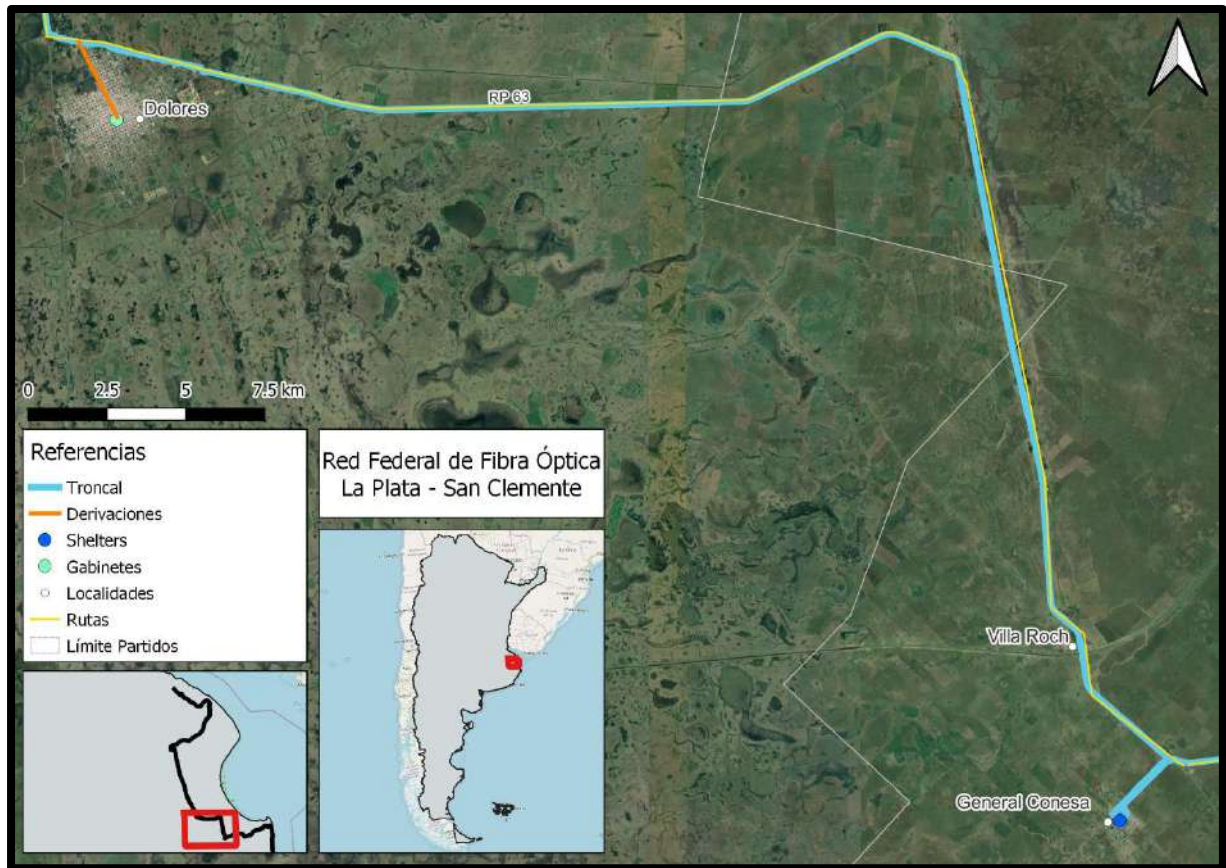 Dolores
RP 63
0 2.5 5 7.5 km
Referencias
Troncal
Derivaciones
Shelters
Gabinetes
Localidades
Rutas
Límite Partidos
Red Federal de Fibra Óptica
La Plata - San Clemente
Villa Roch
General Conesa